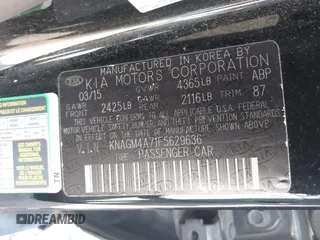 MANUFACTURED IN KOREA BY
KIA MOTORS CORPORATION
03/15 GVWR 4365LB PAINT ABP
GAWR FRONT 2425LB GAWR REAR 2116LB TRIM 87
THIS VEHICLE CONFORMS TO ALL APPLICABLE U.S.A. FEDERAL
MOTOR VEHICLE SAFETY, BUMPER, AND THEFT PREVENTION
STANDARDS IN EFFECT ON THE DATE OF MANUFACTURE SHOWN ABOVE.
V.I.N : KNAGM4A71F5629636
TYPE : PASSENGER CAR
DREAMBID